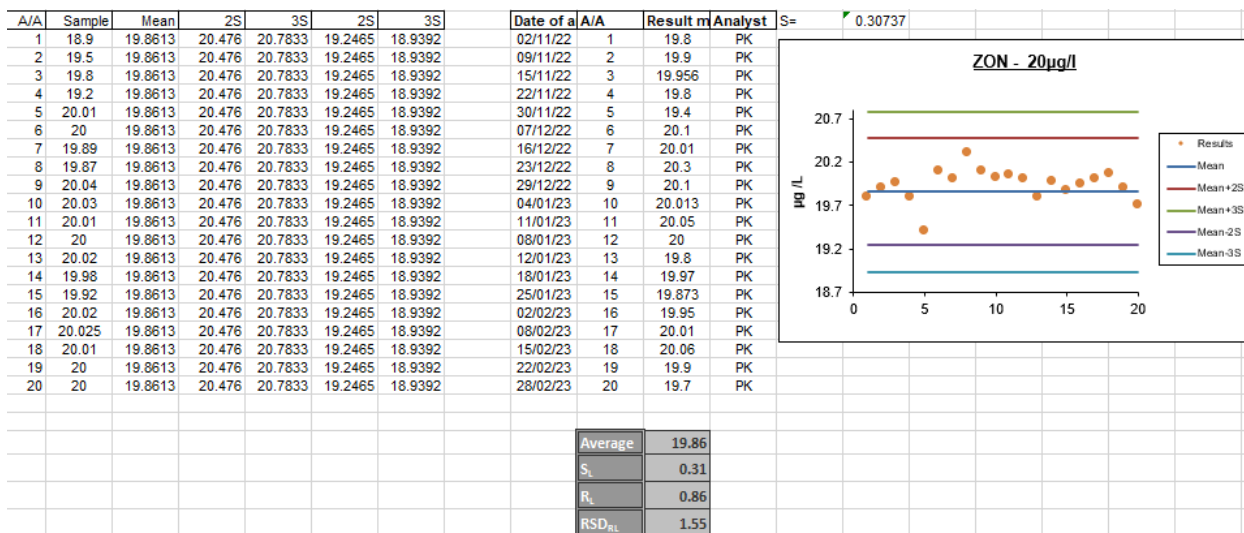 A/A Sample Mean 2S 3S 2S 3S Date of a A/A Result m Analyst S= 0.30737
1 18.9 19.8613 20.476 20.7833 19.2465 18.9392 02/11/22 1 19.8 PK
2 19.5 19.8613 20.476 20.7833 19.2465 18.9392 09/11/22 2 19.9 PK
3 19.8 19.8613 20.476 20.7833 19.2465 18.9392 15/11/22 3 19.956 PK
4 19.2 19.8613 20.476 20.7833 19.2465 18.9392 22/11/22 4 19.8 PK
5 20.01 19.8613 20.476 20.7833 19.2465 18.9392 30/11/22 5 19.4 PK
6 20 19.8613 20.476 20.7833 19.2465 18.9392 07/12/22 6 20.1 PK
7 19.89 19.8613 20.476 20.7833 19.2465 18.9392 16/12/22 7 20.01 PK
8 19.87 19.8613 20.476 20.7833 19.2465 18.9392 23/12/22 8 20.3 PK
9 20.04 19.8613 20.476 20.7833 19.2465 18.9392 29/12/22 9 20.1 PK
10 20.03 19.8613 20.476 20.7833 19.2465 18.9392 04/01/23 10 20.013 PK
11 20.01 19.8613 20.476 20.7833 19.2465 18.9392 11/01/23 11 20.05 PK
12 20 19.8613 20.476 20.7833 19.2465 18.9392 08/01/23 12 20 PK
13 20.02 19.8613 20.476 20.7833 19.2465 18.9392 12/01/23 13 19.8 PK
14 19.98 19.8613 20.476 20.7833 19.2465 18.9392 18/01/23 14 19.97 PK
15 19.92 19.8613 20.476 20.7833 19.2465 18.9392 25/01/23 15 19.873 PK
16 20.02 19.8613 20.476 20.7833 19.2465 18.9392 02/02/23 16 19.95 PK
17 20.025 19.8613 20.476 20.7833 19.2465 18.9392 08/02/23 17 20.01 PK
18 20.01 19.8613 20.476 20.7833 19.2465 18.9392 15/02/23 18 20.06 PK
19 20 19.8613 20.476 20.7833 19.2465 18.9392 22/02/23 19 19.9 PK
20 20 19.8613 20.476 20.7833 19.2465 18.9392 28/02/23 20 19.7 PK
ZON - 20µg/l
µg /L
20.7
20.2
19.7
19.2
18.7
0 5 10 15 20
Results
Mean
Mean+2S
Mean+3S
Mean-2S
Mean-3S
Average 19.86
SL 0.31
RL 0.86
RSDRL 1.55